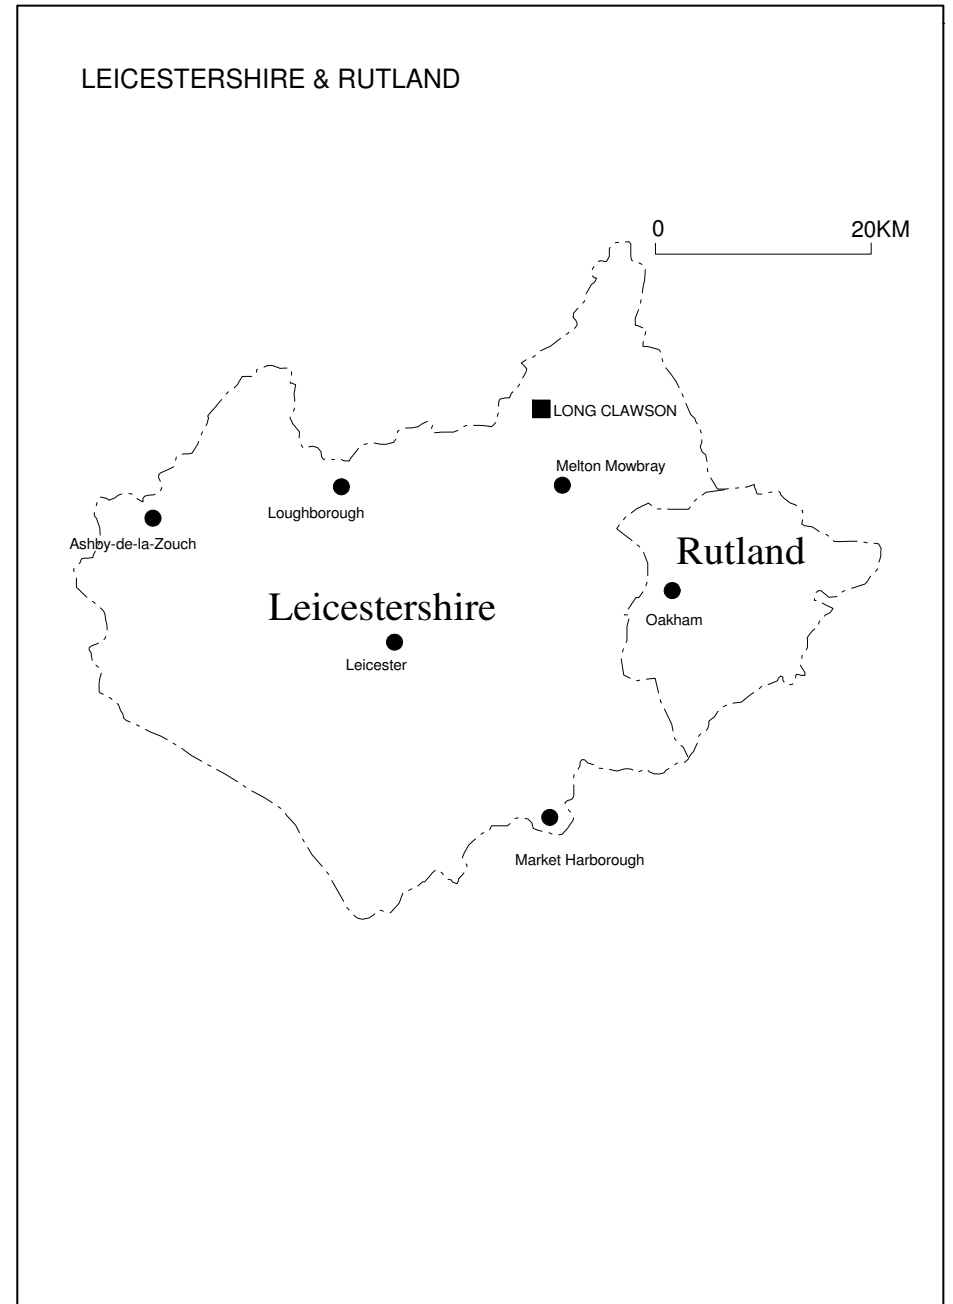 LEICESTERSHIRE & RUTLAND
0 20KM
LONG CLAWSON
Melton Mowbray
Loughborough
Ashby-de-la-Zouch
Rutland
Leicestershire
Oakham
Leicester
Market Harborough